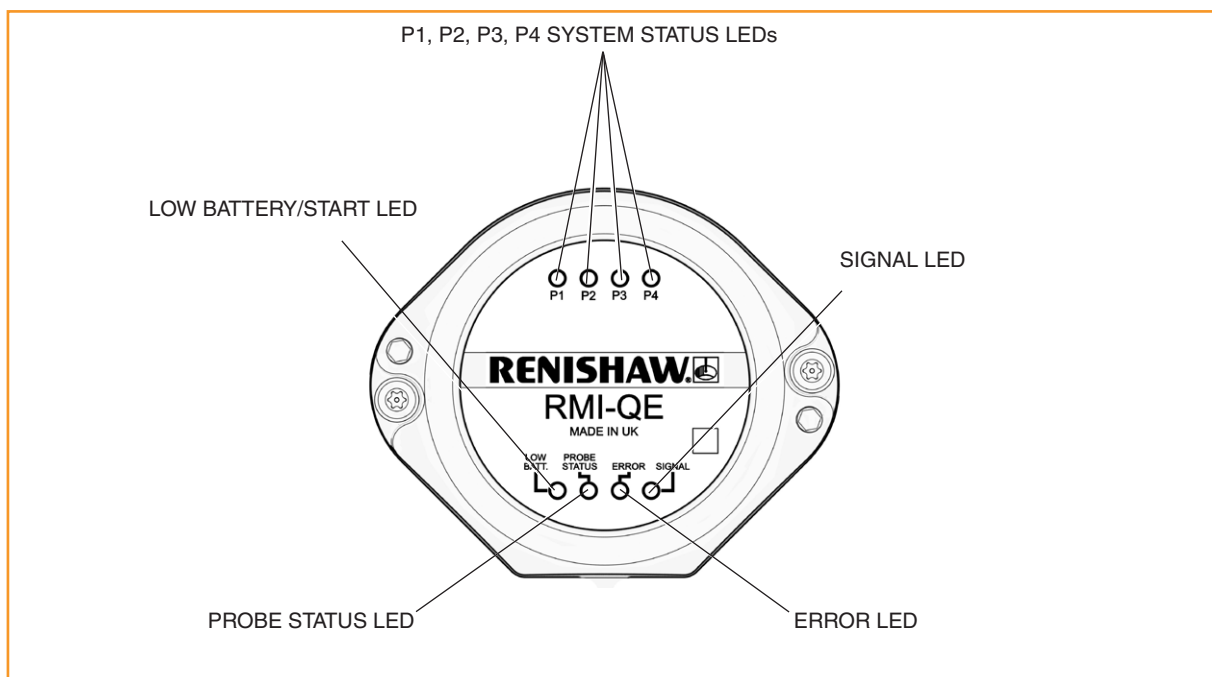 P1, P2, P3, P4 SYSTEM STATUS LEDs
LOW BATTERY/START LED
SIGNAL LED
P1 P2 P3 P4
RENISHAW.
RMI-QE
MADE IN UK
LOW BATT.
PROBE STATUS
ERROR
SIGNAL
PROBE STATUS LED
ERROR LED